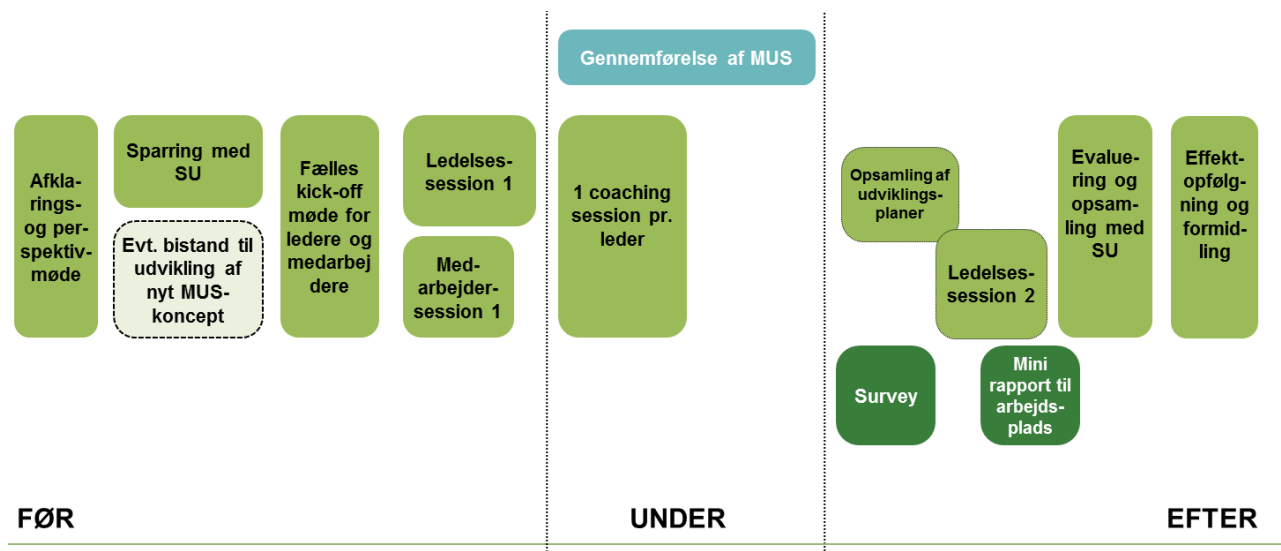 Gennemførelse af MUS
Afkla-
rings-
og per-
spektiv-
møde
Sparring med
SU
Evt. bistand til
udvikling af
nyt MUS-
koncept
Fælles
kick-off
møde for
ledere og
medarbej
dere
Ledelses-
session 1
Med-
arbejder-
session 1
1 coaching
session pr.
leder
Opsamling af
udviklings-
planer
Ledelses-
session 2
Evalue-
ring og
opsam-
ling med
SU
Effekt-
opfølg-
ning og
formid-
ling
Survey
Mini
rapport til
arbejds-
plads
FØR
UNDER
EFTER